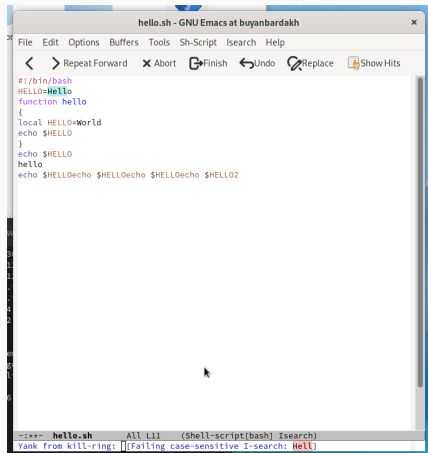 hello.sh - GNU Emacs at buyanbardakh ×
File Edit Options Buffers Tools Sh-Script Isearch Help
Repeat Forward Abort Finish Undo Replace Show Hits
#!/bin/bash
HELLO=Hello
function hello
{
local HELLO=World
echo $HELLO
}
echo $HELLO
hello
echo $HELLOecho $HELLOecho $HELLOecho $HELLO2
-:**- hello.sh All L11 (Shell-script[bash] Isearch)
Yank from kill-ring: [Failing case-sensitive I-search: Hell]